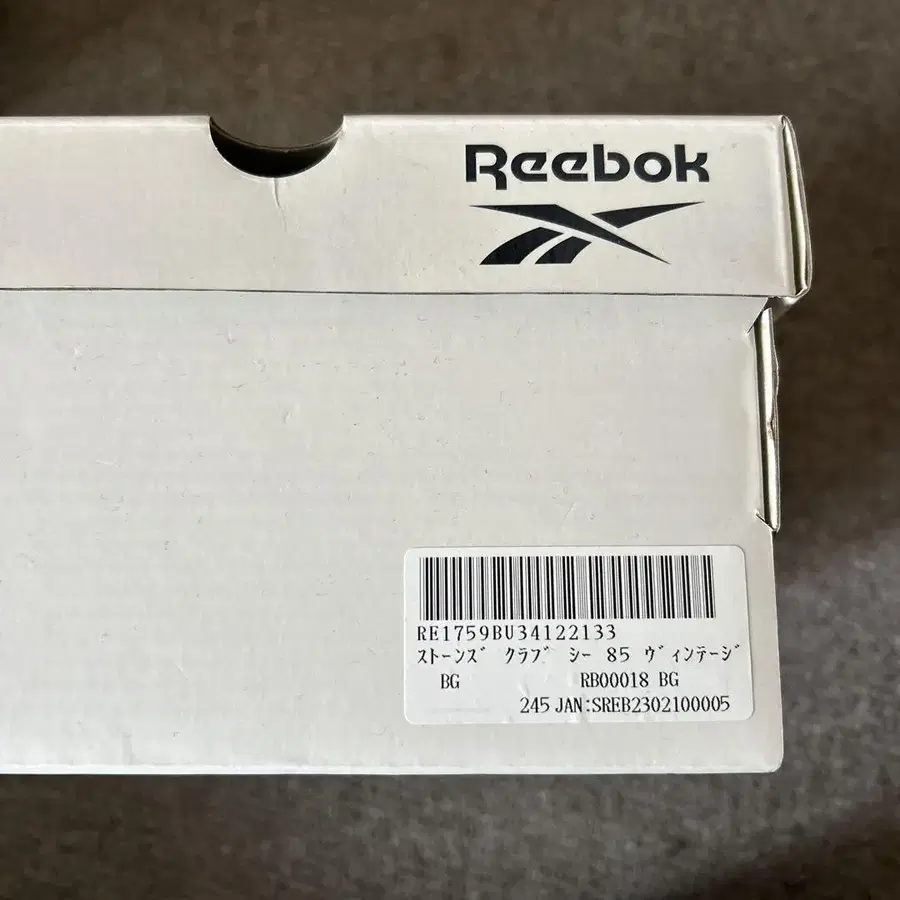 Reebok
RE1759BU34122133
ｽﾄｰﾝｽﾞ ｸﾗﾌﾞ ｼｰ 85 ｳﾞｨﾝﾃｰｼﾞ
BG RB00018 BG
245 JAN:SREB2302100005